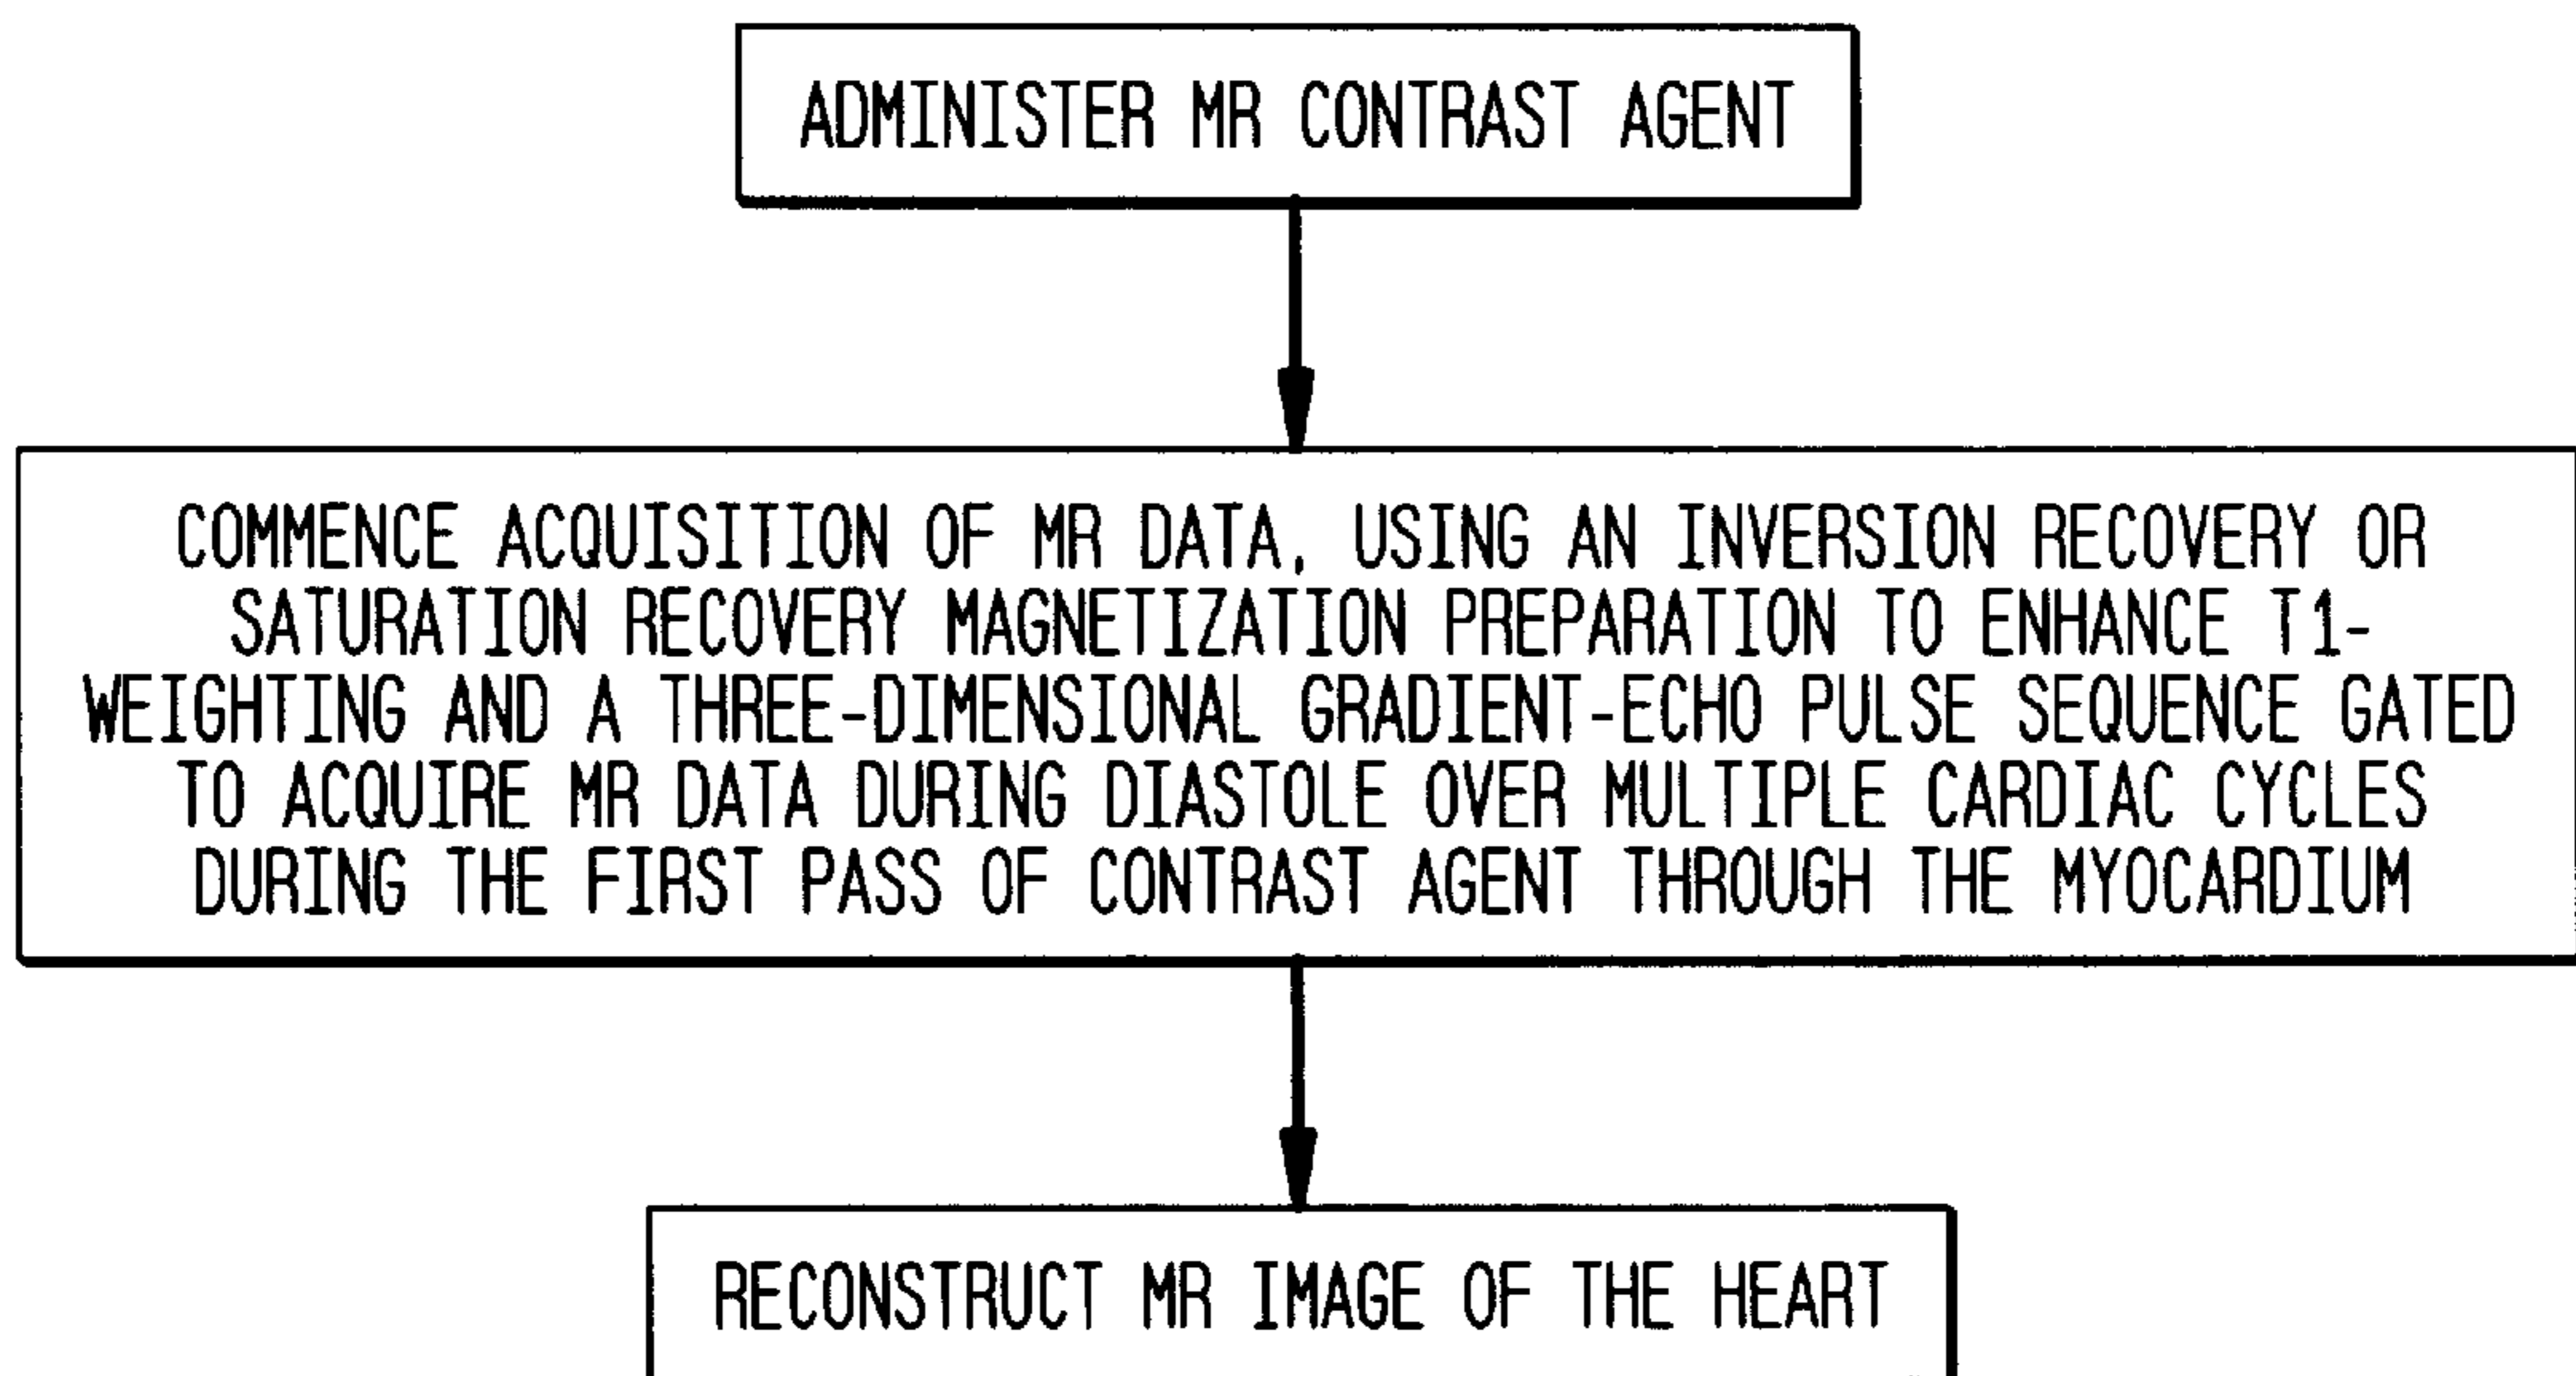 ADMINISTER MR CONTRAST AGENT
COMMENCE ACQUISITION OF MR DATA, USING AN INVERSION RECOVERY OR
SATURATION RECOVERY MAGNETIZATION PREPARATION TO ENHANCE T1-
WEIGHTING AND A THREE-DIMENSIONAL GRADIENT-ECHO PULSE SEQUENCE GATED
TO ACQUIRE MR DATA DURING DIASTOLE OVER MULTIPLE CARDIAC CYCLES
DURING THE FIRST PASS OF CONTRAST AGENT THROUGH THE MYOCARDIUM
RECONSTRUCT MR IMAGE OF THE HEART